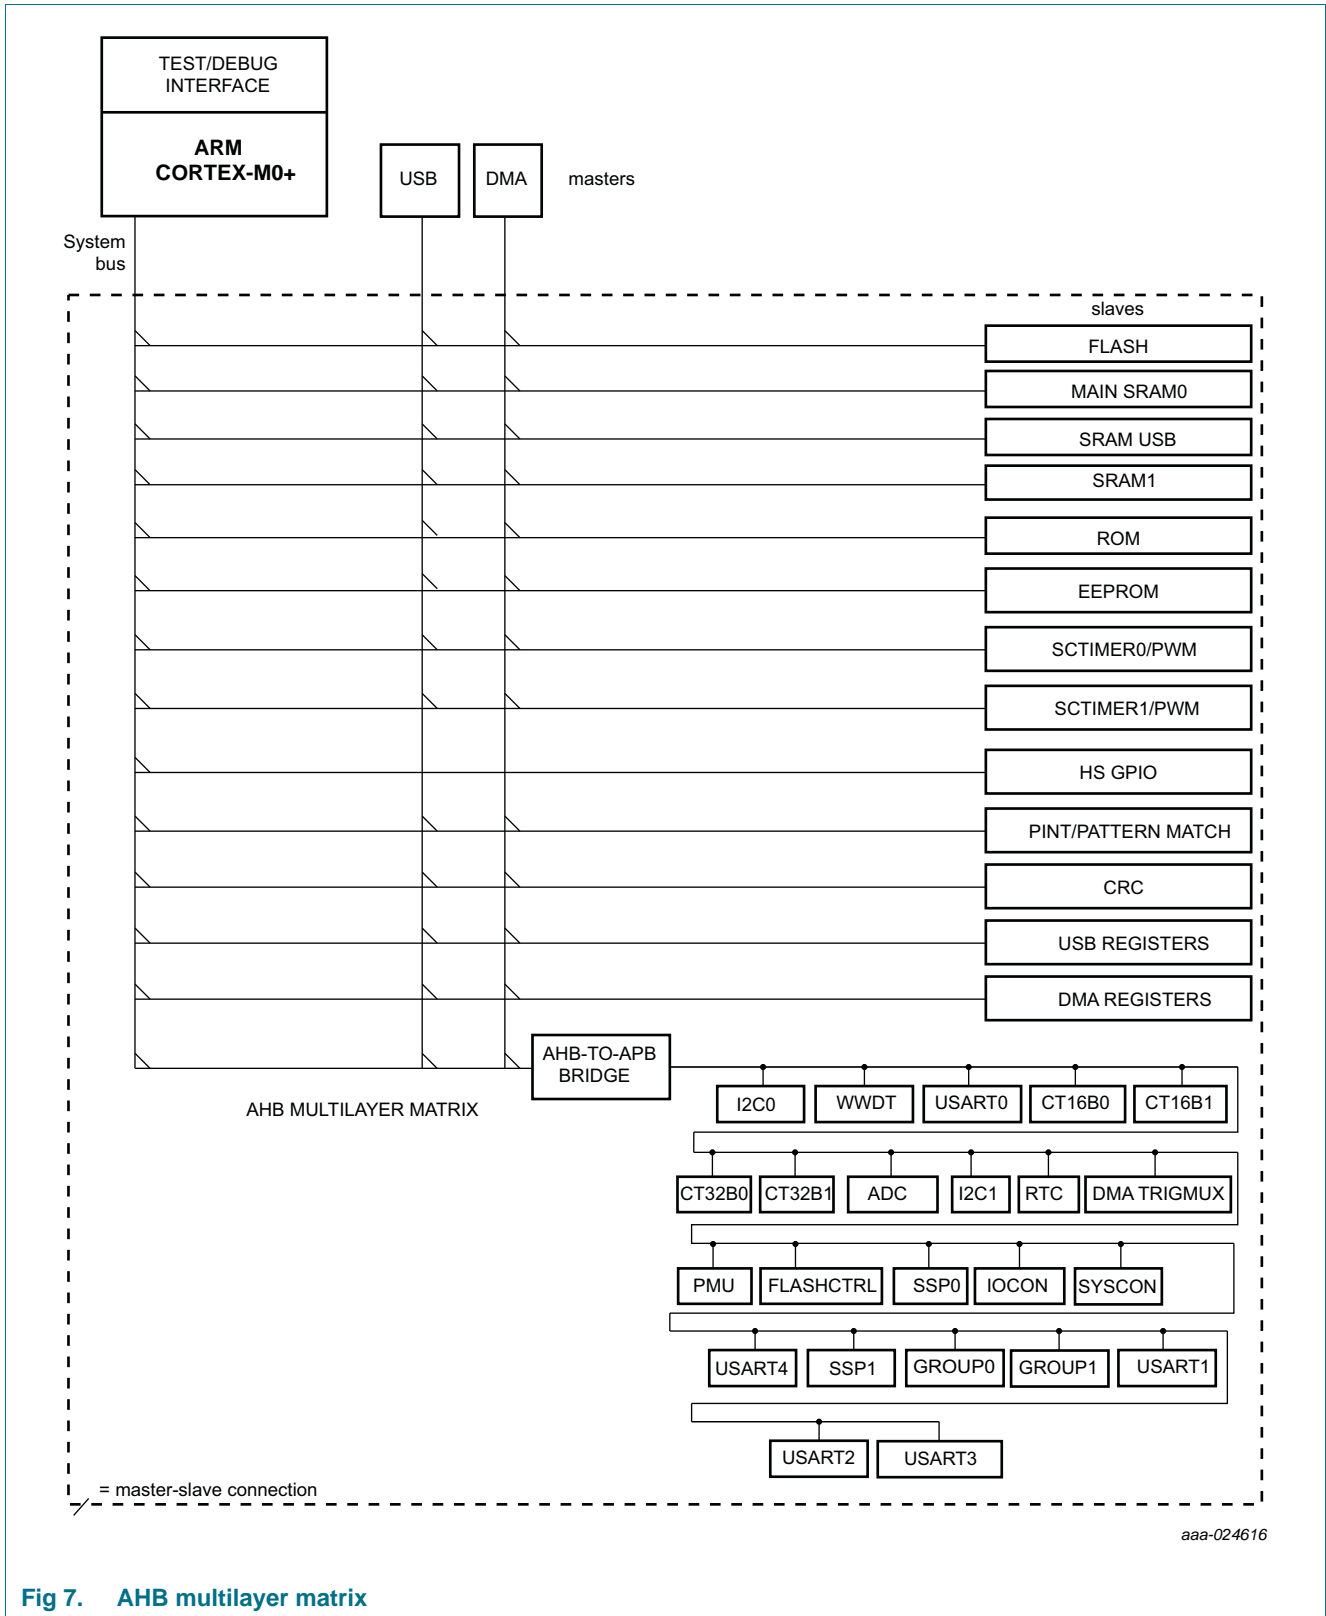 TEST/DEBUG
INTERFACE
ARM
CORTEX-M0+
USB
DMA
masters
System
bus
slaves
FLASH
MAIN SRAM0
SRAM USB
SRAM1
ROM
EEPROM
SCTIMER0/PWM
SCTIMER1/PWM
HS GPIO
PINT/PATTERN MATCH
CRC
USB REGISTERS
DMA REGISTERS
AHB-TO-APB
BRIDGE
AHB MULTILAYER MATRIX
I2C0
WWDT
USART0
CT16B0
CT16B1
CT32B0
CT32B1
ADC
I2C1
RTC
DMA TRIGMUX
PMU
FLASHCTRL
SSP0
IOCON
SYSCON
USART4
SSP1
GROUP0
GROUP1
USART1
USART2
USART3
= master-slave connection
aaa-024616
Fig 7. AHB multilayer matrix